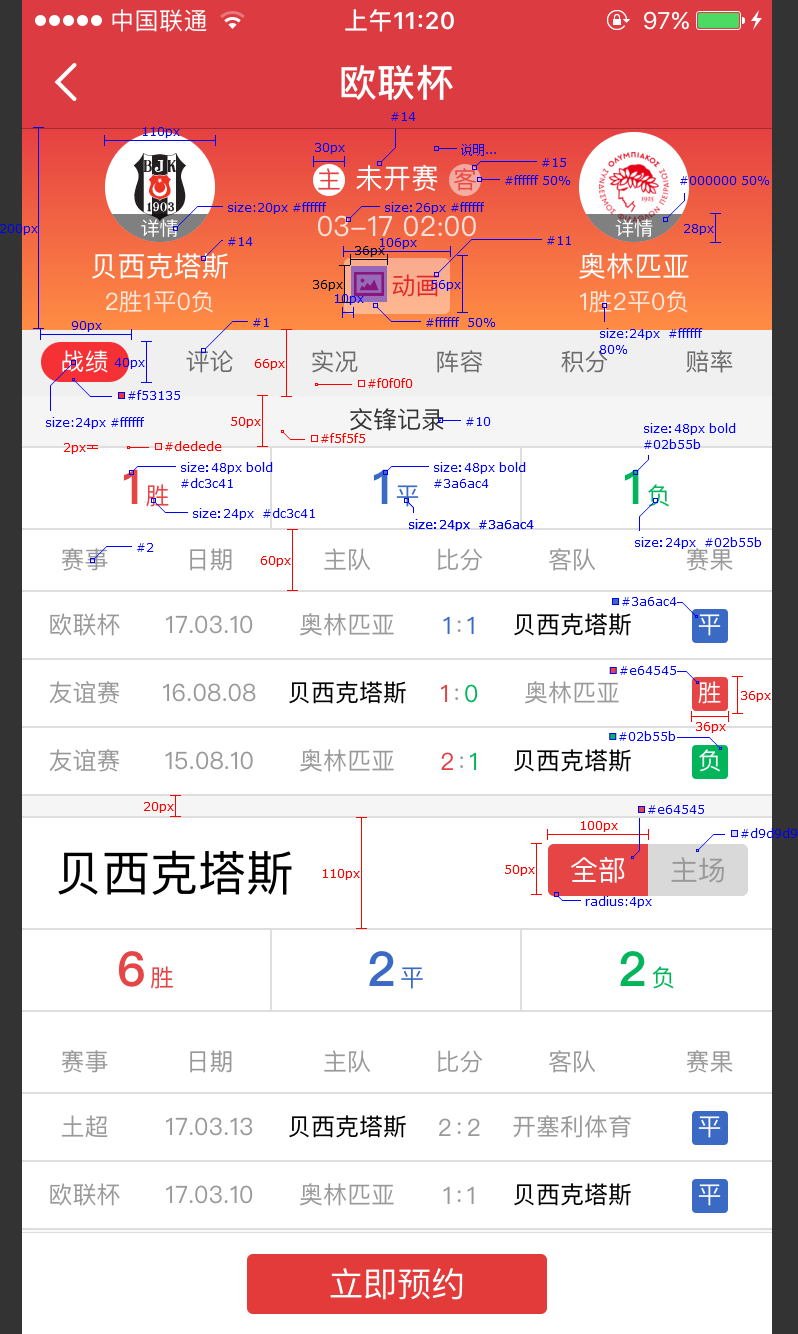 中国联通 上午11:20 97%
欧联杯
#14
110px 30px 说明... #15
主 未开赛 客 #ffffff 50% #000000 50%
BJK
1903
ΟΛΥΜΠΙΑΚΟΣ
1925
size:20px #ffffff size:26px #ffffff
200px 详情 03-17 02:00 详情 28px
#14 106px #11
贝西克塔斯 36px 奥林匹亚
36px 动画 56px
2胜1平0负 10px 1胜2平0负
90px #ffffff 50% size:24px #ffffff
80%
#1
战绩 40px 评论 66px 实况 阵容 积分 赔率
#f53135 #f0f0f0
size:24px #ffffff 50px 交锋记录 #10 size:48px bold
#02b55b
2px #dedede #f5f5f5
1胜 size:48px bold
#dc3c41
1平 size:48px bold
#3a6ac4
1负
size:24px #dc3c41 size:24px #3a6ac4 size:24px #02b55b
#2
赛事 日期 60px 主队 比分 客队 赛果
#3a6ac4
欧联杯 17.03.10 奥林匹亚 1:1 贝西克塔斯 平
#e64545
友谊赛 16.08.08 贝西克塔斯 1:0 奥林匹亚 胜 36px
36px
#02b55b
友谊赛 15.08.10 奥林匹亚 2:1 贝西克塔斯 负
20px #e64545
100px #d9d9d9
贝西克塔斯 110px 50px 全部 主场
radius:4px
6胜 2平 2负
赛事 日期 主队 比分 客队 赛果
土超 17.03.13 贝西克塔斯 2:2 开塞利体育 平
欧联杯 17.03.10 奥林匹亚 1:1 贝西克塔斯 平
立即预约